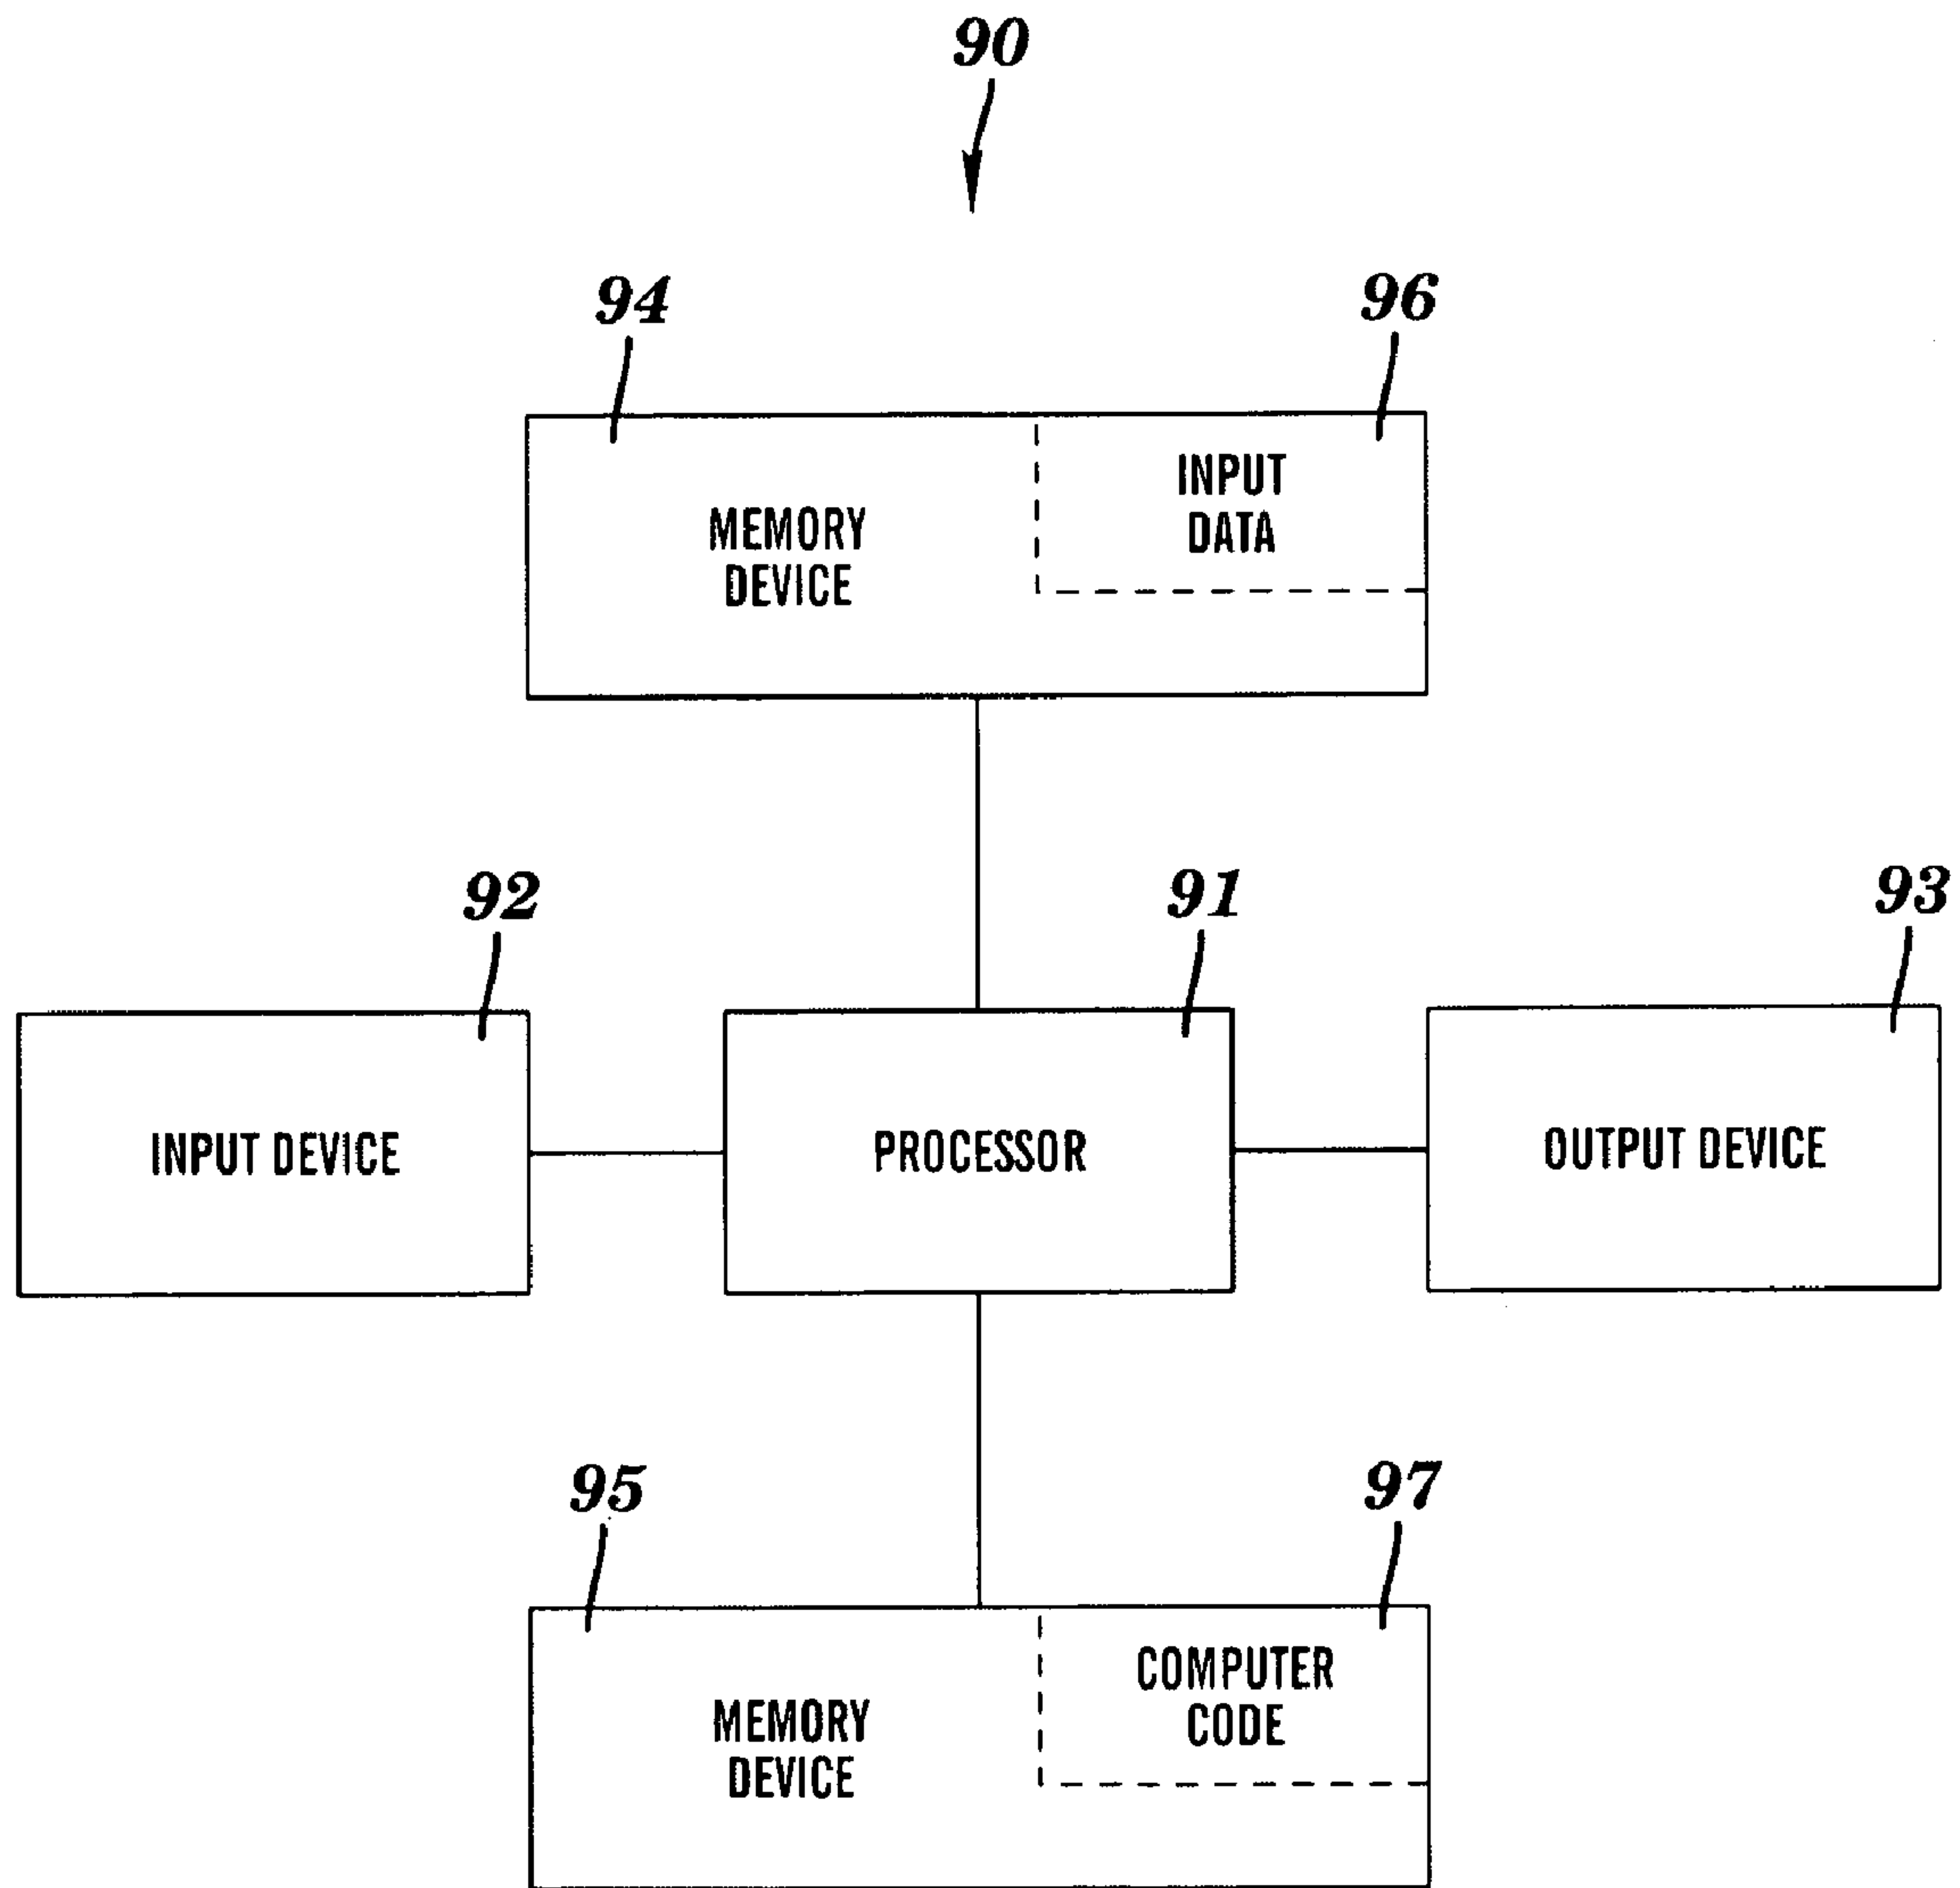 90
94
96
MEMORY
DEVICE
INPUT
DATA
92
91
93
INPUT DEVICE
PROCESSOR
OUTPUT DEVICE
95
97
MEMORY
DEVICE
COMPUTER
CODE